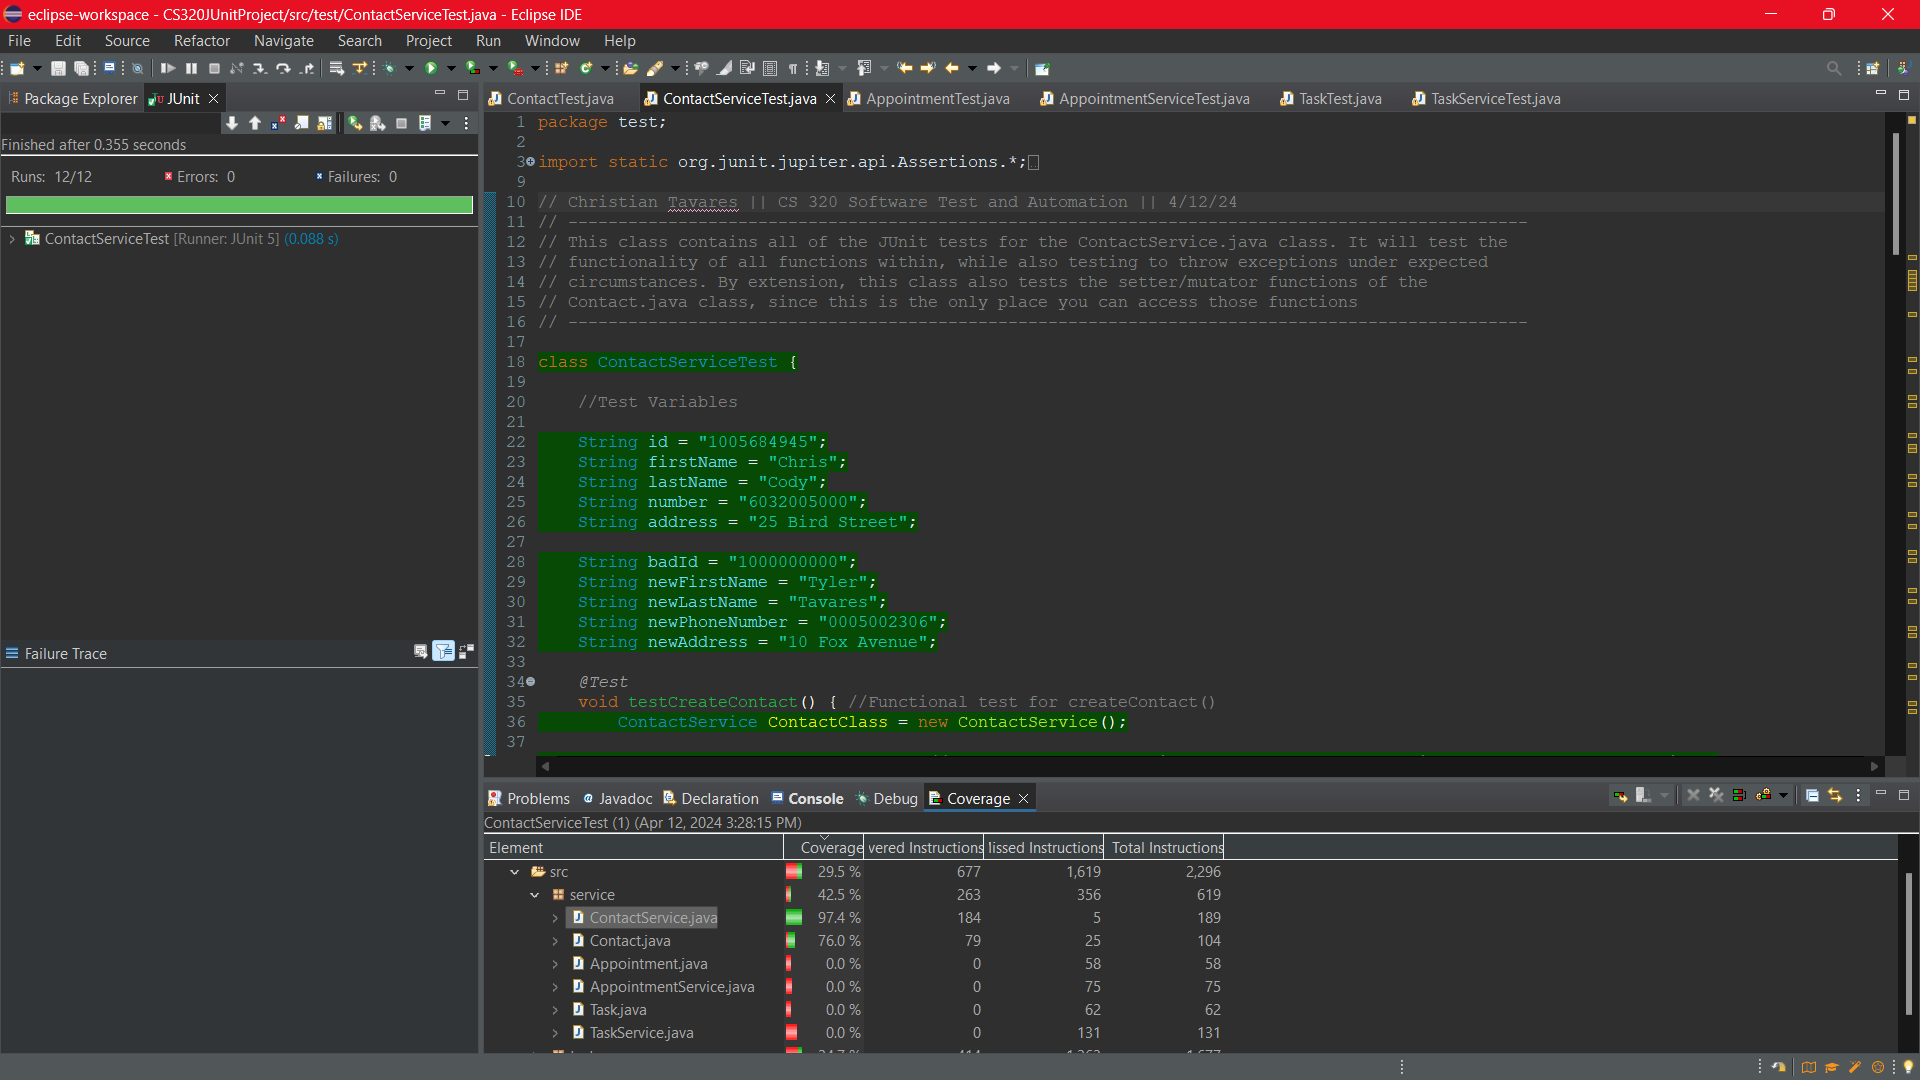 eclipse-workspace - CS320JUnitProject/src/test/ContactServiceTest.java - Eclipse IDE
File Edit Source Refactor Navigate Search Project Run Window Help
Package Explorer JUnit
Finished after 0.355 seconds
Runs: 12/12 Errors: 0 Failures: 0
ContactServiceTest [Runner: JUnit 5] (0.088 s)
Failure Trace
ContactTest.java ContactServiceTest.java AppointmentTest.java AppointmentServiceTest.java TaskTest.java TaskServiceTest.java
1 package test;
2
3 import static org.junit.jupiter.api.Assertions.*;
9
10 // Christian Tavares || CS 320 Software Test and Automation || 4/12/24
11 // ------------------------------------------------------------------------------------------------
12 // This class contains all of the JUnit tests for the ContactService.java class. It will test the
13 // functionality of all functions within, while also testing to throw exceptions under expected
14 // circumstances. By extension, this class also tests the setter/mutator functions of the
15 // Contact.java class, since this is the only place you can access those functions
16 // ------------------------------------------------------------------------------------------------
17
18 class ContactServiceTest {
19
20 //Test Variables
21
22 String id = "1005684945";
23 String firstName = "Chris";
24 String lastName = "Cody";
25 String number = "6032005000";
26 String address = "25 Bird Street";
27
28 String badId = "1000000000";
29 String newFirstName = "Tyler";
30 String newLastName = "Tavares";
31 String newPhoneNumber = "0005002306";
32 String newAddress = "10 Fox Avenue";
33
34 @Test
35 void testCreateContact() { //Functional test for createContact()
36 ContactService ContactClass = new ContactService();
37
Problems Javadoc Declaration Console Debug Coverage
ContactServiceTest (1) (Apr 12, 2024 3:28:15 PM)
Element Coverage vered Instructions lissed Instructions Total Instructions
src 29.5 % 677 1,619 2,296
service 42.5 % 263 356 619
ContactService.java 97.4 % 184 5 189
Contact.java 76.0 % 79 25 104
Appointment.java 0.0 % 0 58 58
AppointmentService.java 0.0 % 0 75 75
Task.java 0.0 % 0 62 62
TaskService.java 0.0 % 0 131 131